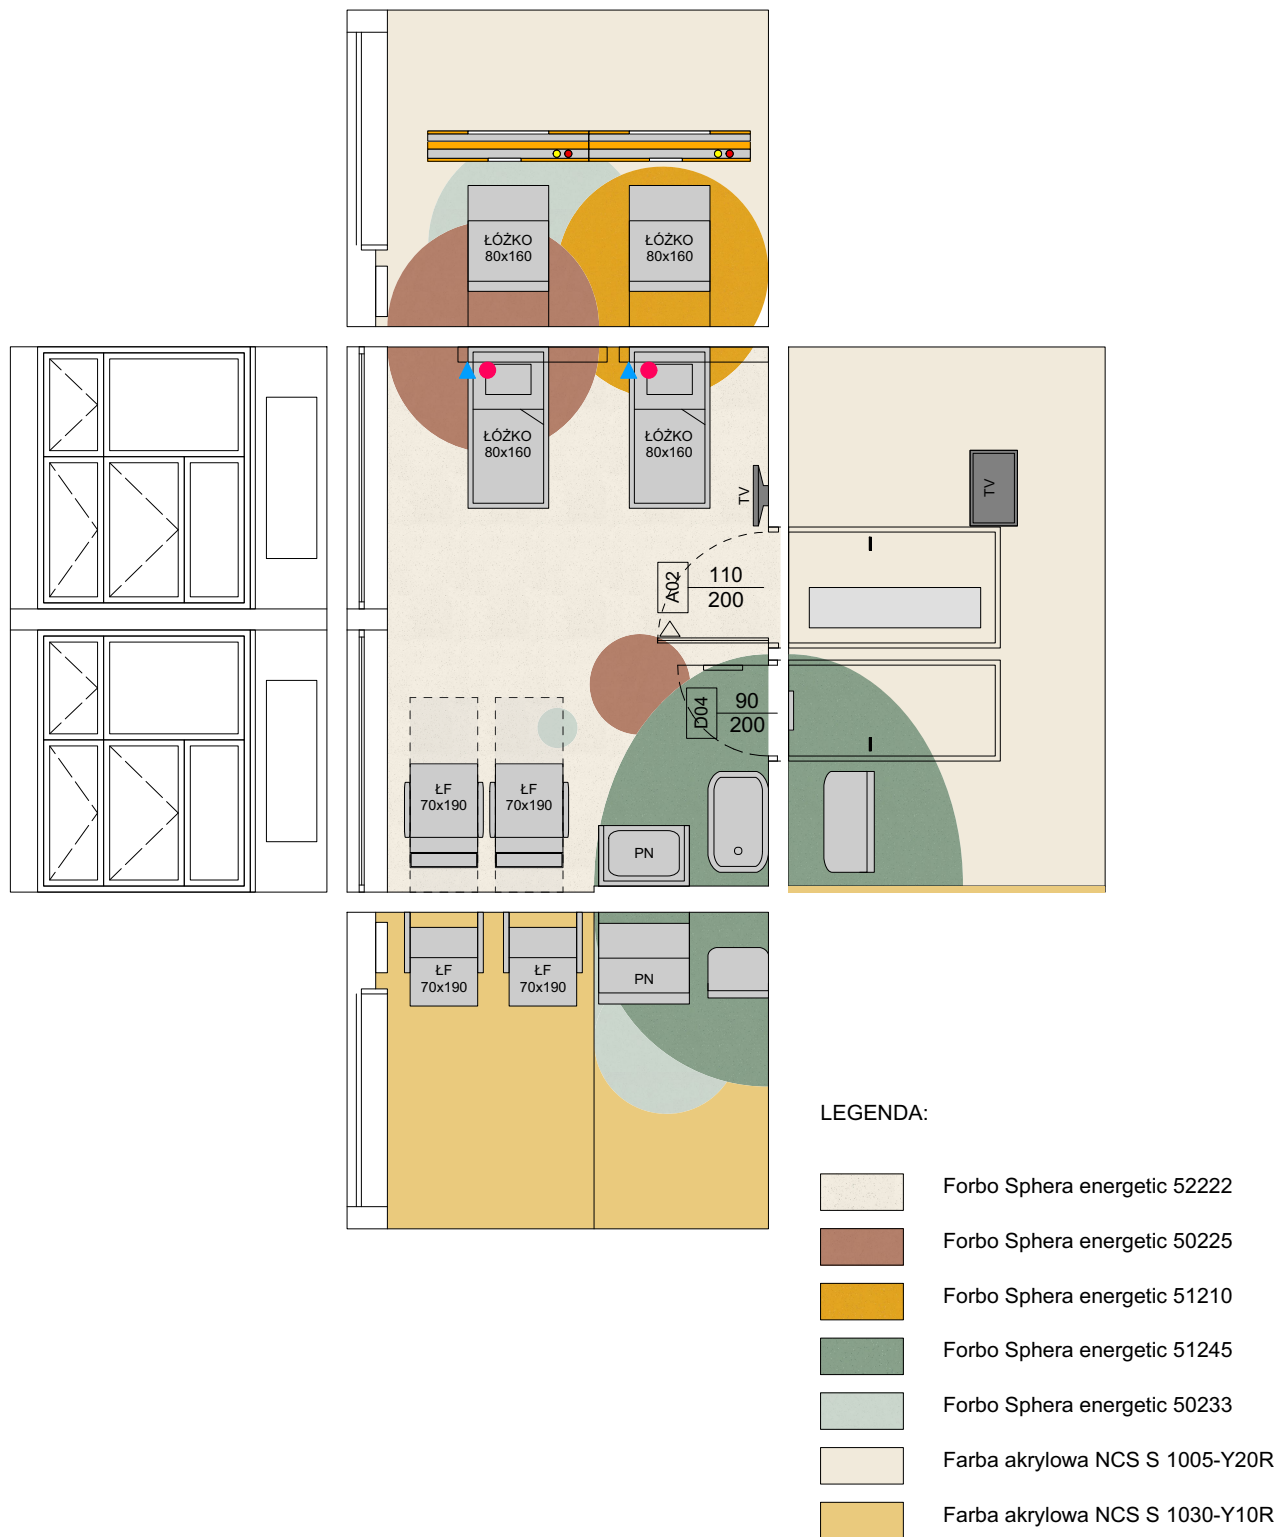 ŁÓŻKO
80x160
ŁÓŻKO
80x160
ŁÓŻKO
80x160
ŁÓŻKO
80x160
TV
TV
A02
110
200
D04
90
200
ŁF
70x190
ŁF
70x190
PN
ŁF
70x190
ŁF
70x190
PN
LEGENDA:
Forbo Sphera energetic 52222
Forbo Sphera energetic 50225
Forbo Sphera energetic 51210
Forbo Sphera energetic 51245
Forbo Sphera energetic 50233
Farba akrylowa NCS S 1005-Y20R
Farba akrylowa NCS S 1030-Y10R